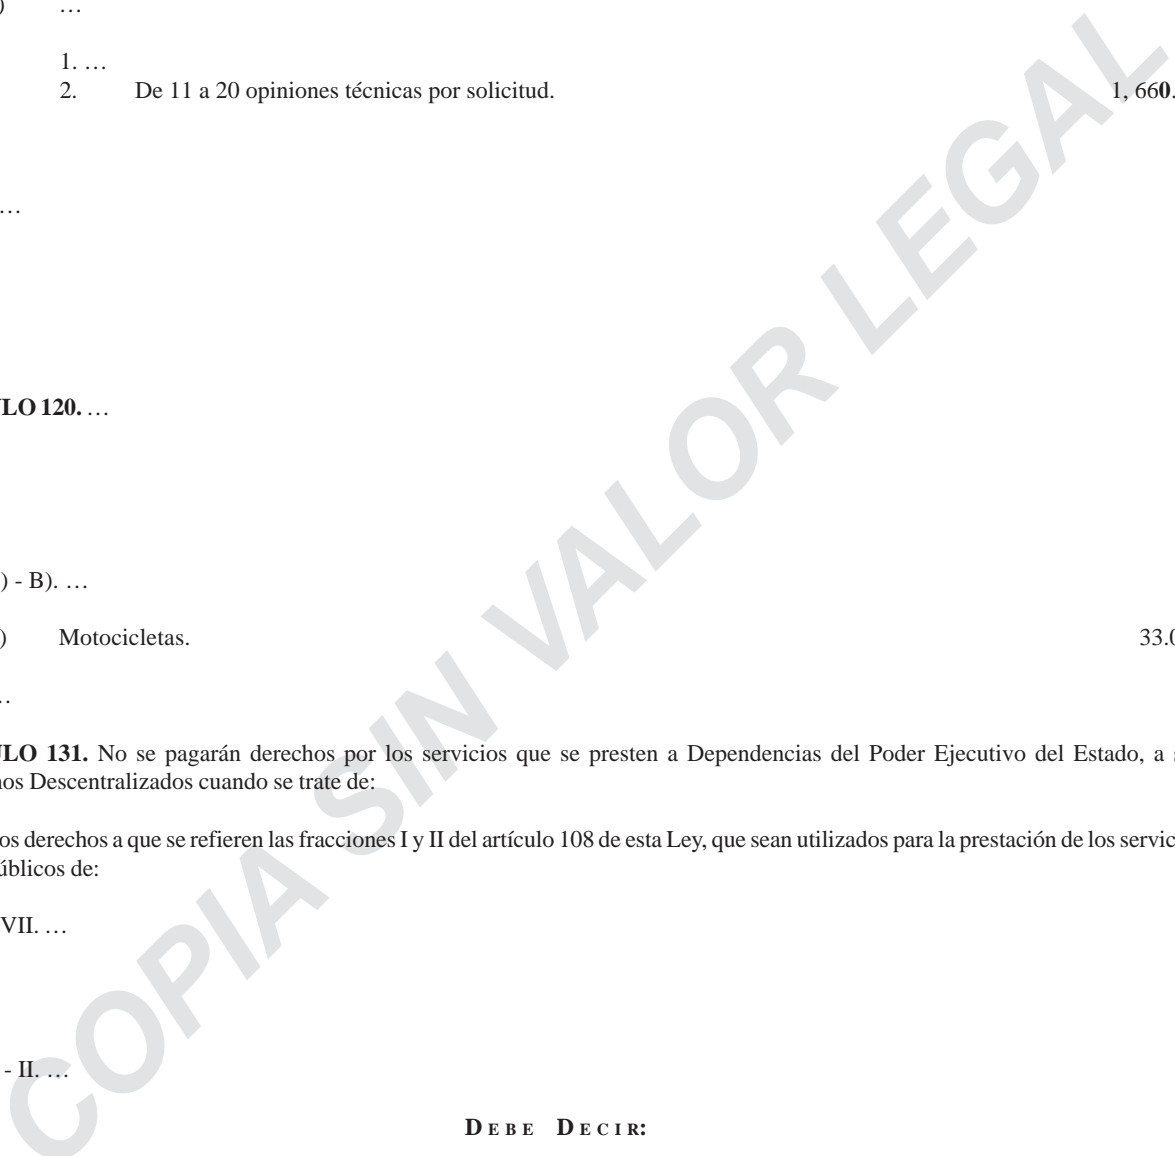 ) …
1. …
2. De 11 a 20 opiniones técnicas por solicitud. 1, 660.
…
LO 120. …
) - B). …
) Motocicletas. 33.0
…
LO 131. No se pagarán derechos por los servicios que se presten a Dependencias del Poder Ejecutivo del Estado, a s
os Descentralizados cuando se trate de:
os derechos a que se refieren las fracciones I y II del artículo 108 de esta Ley, que sean utilizados para la prestación de los servic
úblicos de:
VII. …
- II. …
DEBE DECIR:
COPIA SIN VALOR LEGAL